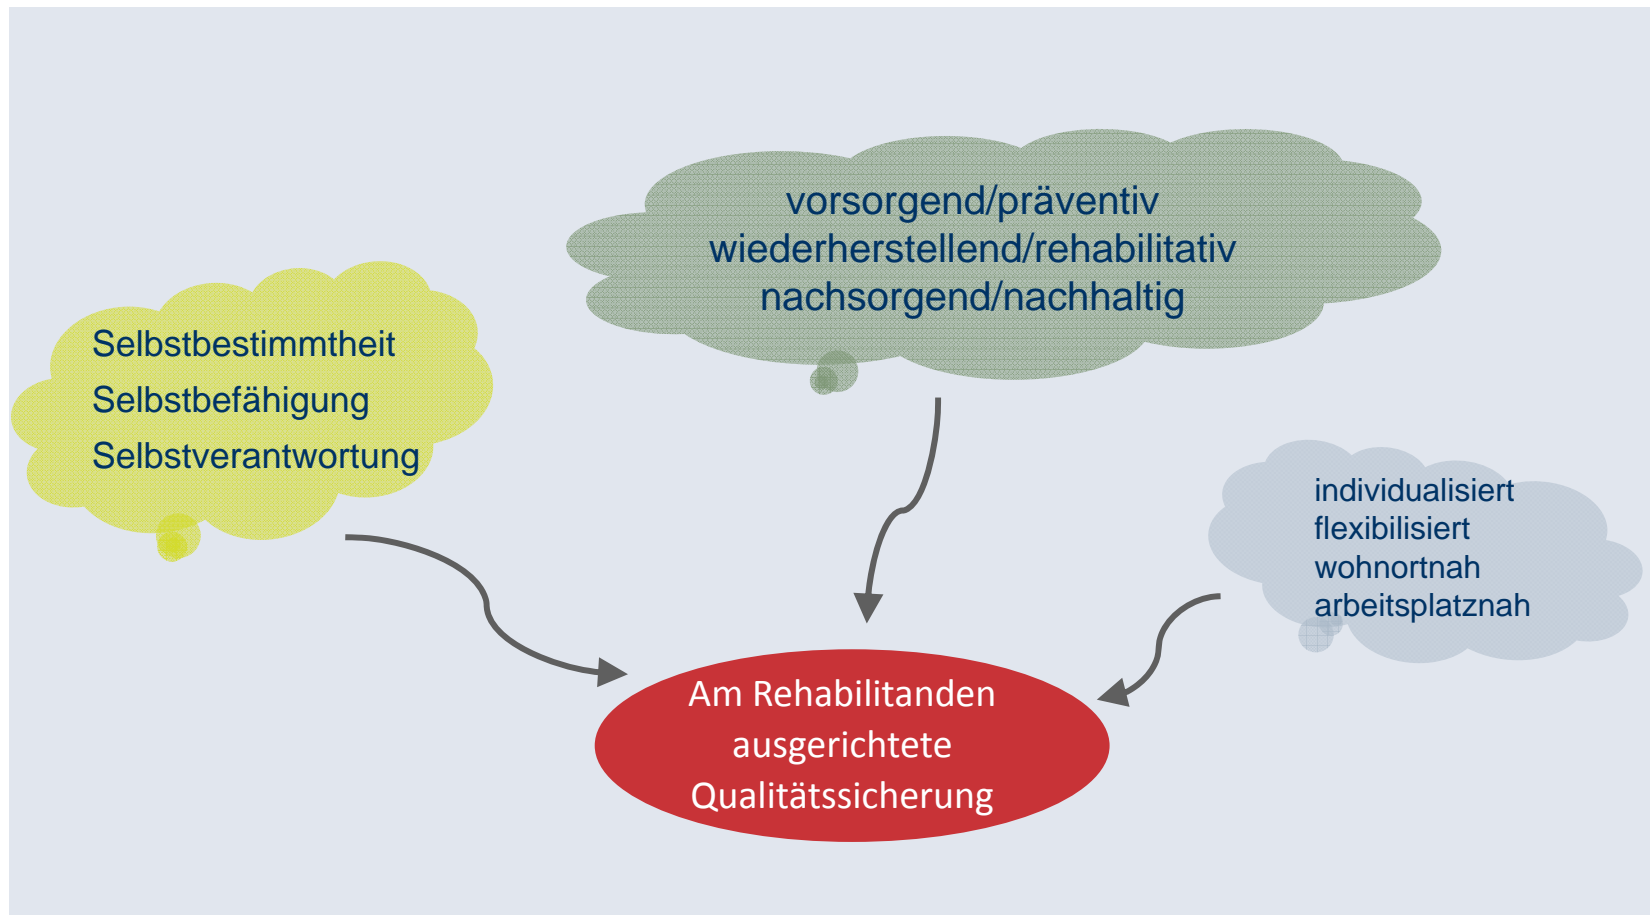 vorsorgend/präventiv
wiederherstellend/rehabilitativ
nachsorgend/nachhaltig
Selbstbestimmtheit
Selbstbefähigung
Selbstverantwortung
individualisiert
flexibilisiert
wohnortnah
arbeitsplatznah
Am Rehabilitanden
ausgerichtete
Qualitätssicherung